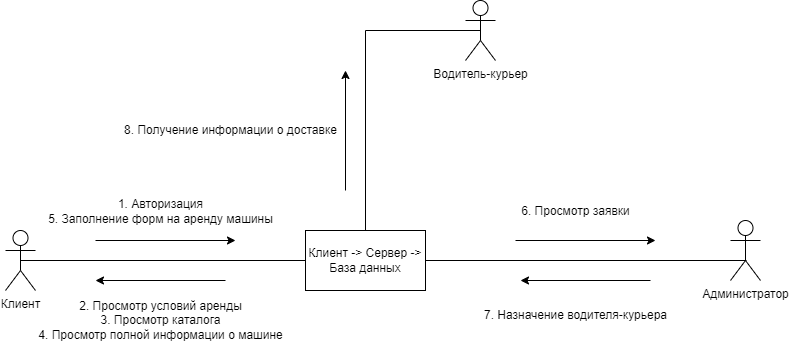 Водитель-курьер
8. Получение информации о доставке
1. Авторизация
5. Заполнение форм на аренду машины
6. Просмотр заявки
Клиент -> Сервер ->
База данных
Клиент
Администратор
2. Просмотр условий аренды
3. Просмотр каталога
4. Просмотр полной информации о машине
7. Назначение водителя-курьера